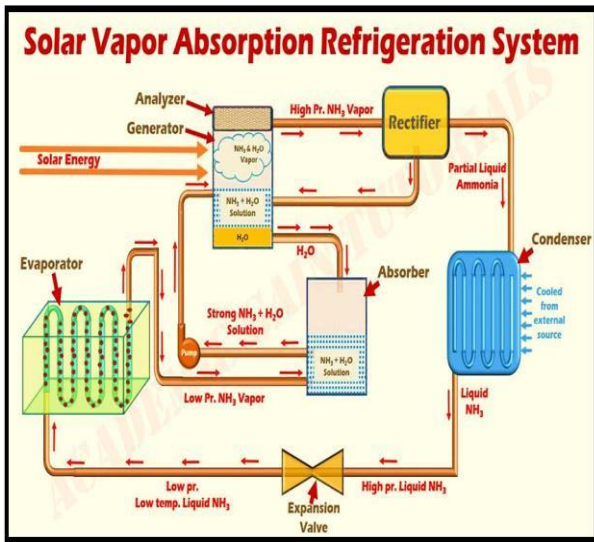 Solar Vapor Absorption Refrigeration System
Analyzer
High Pr. NH₃ Vapor
Rectifier
Generator
NH₃ & H₂O
Vapor
Solar Energy
Partial Liquid
Ammonia
NH₃ + H₂O
Solution
H₂O
H₂O
Condenser
Evaporator
Absorber
Cooled
from
external
source
Strong NH₃ + H₂O
Solution
Pump
NH₃ + H₂O
Solution
Low Pr. NH₃ Vapor
Liquid
NH₃
Low pr.
Low temp. Liquid NH₃
High pr. Liquid NH₃
Expansion
Valve